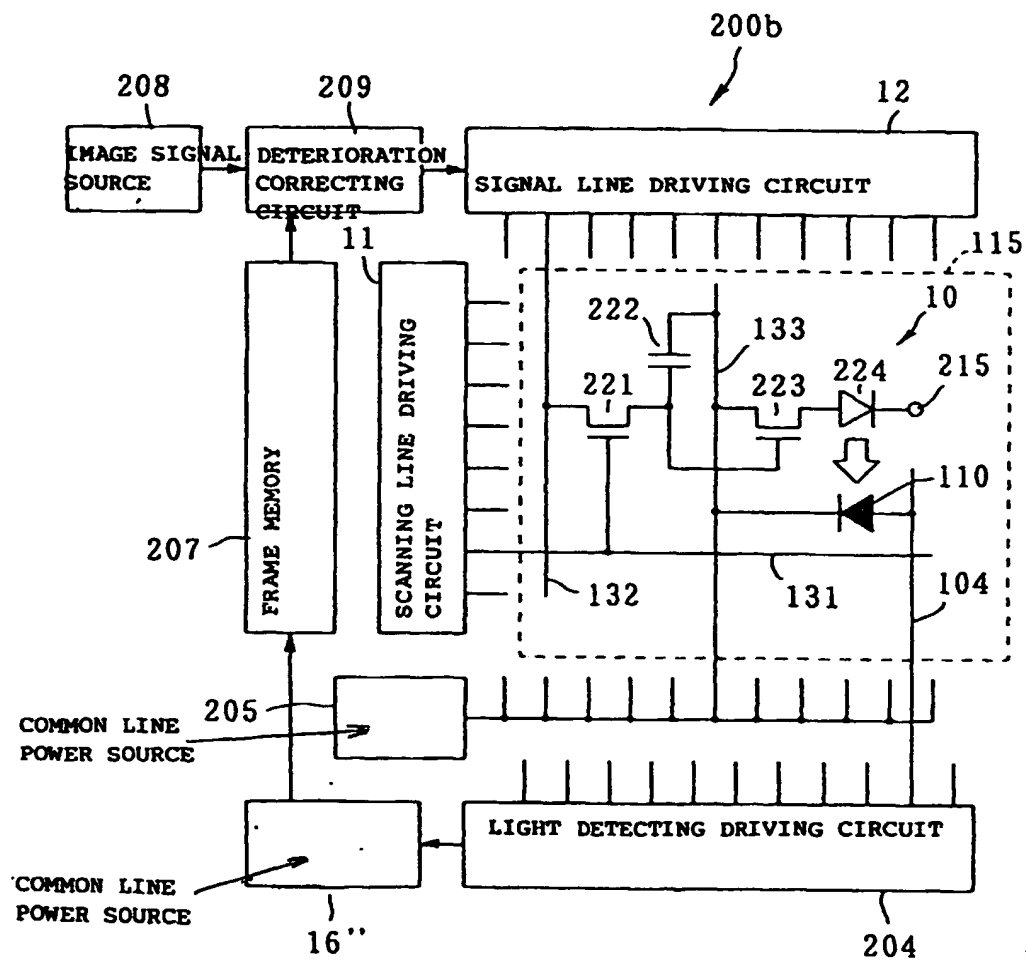 200b
208
209
12
IMAGE SIGNAL
SOURCE
DETERIORATION
CORRECTING
CIRCUIT
SIGNAL LINE DRIVING CIRCUIT
11
115
10
222
133
221
223
224
215
FRAME MEMORY
SCANNING LINE DRIVING
CIRCUIT
110
207
132
131
104
205
COMMON LINE
POWER SOURCE
LIGHT DETECTING DRIVING CIRCUIT
COMMON LINE
POWER SOURCE
16''
204